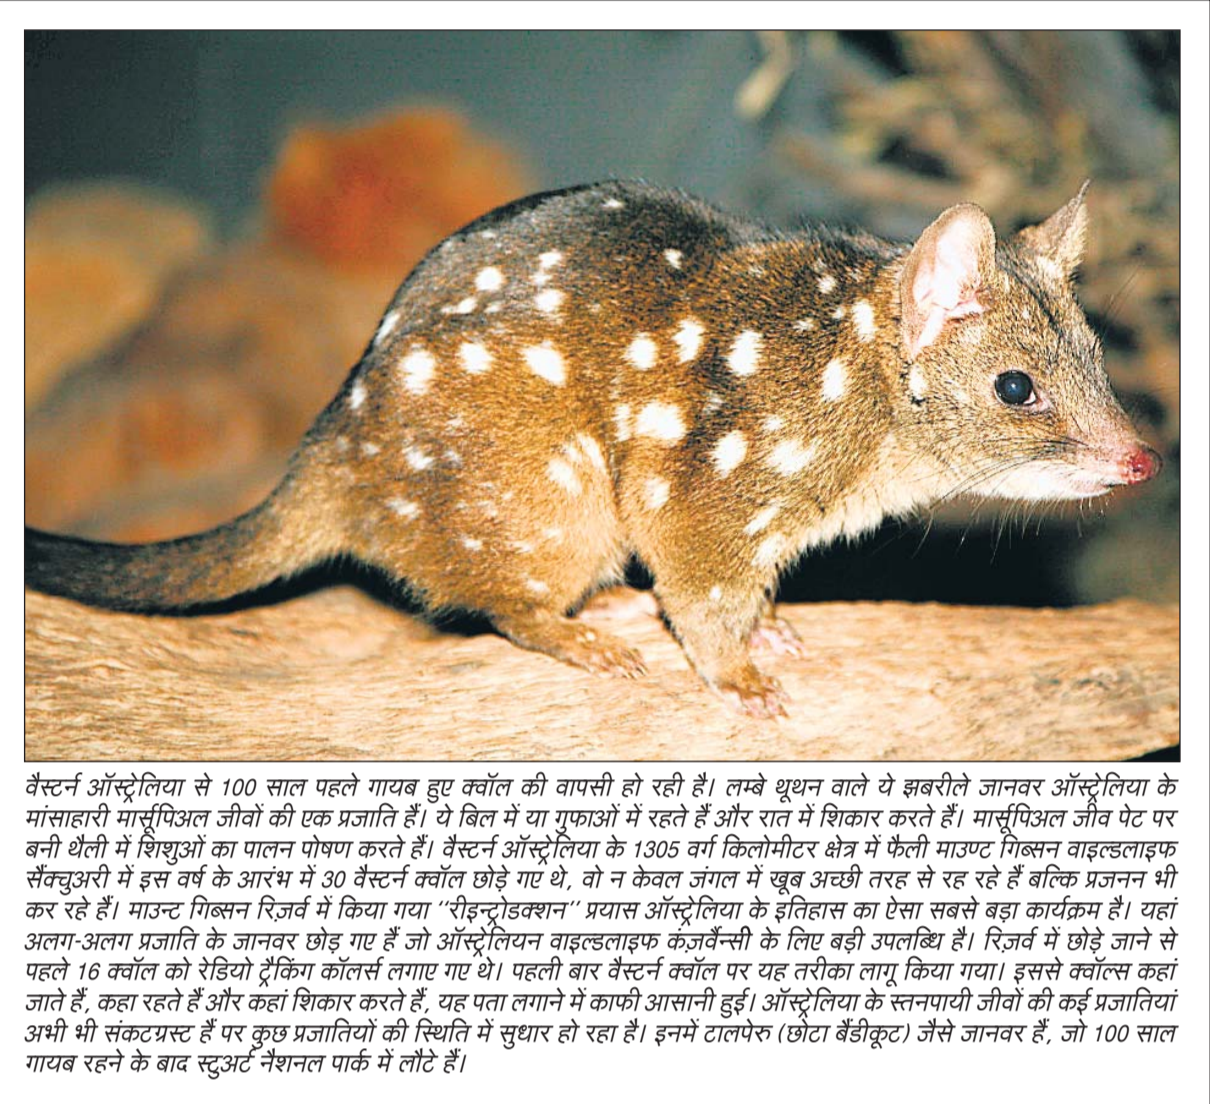 वैस्टर्न ऑस्ट्रेलिया से 100 साल पहले गायब हुए क्वॉल की वापसी हो रही है। लम्बे थूथन वाले ये झबरीले जानवर ऑस्ट्रेलिया के
मांसाहारी मार्सूपिअल जीवों की एक प्रजाति हैं। ये बिल में या गुफाओं में रहते हैं और रात में शिकार करते हैं। मार्सूपिअल जीव पेट पर
बनी थैली में शिशुओं का पालन पोषण करते हैं। वैस्टर्न ऑस्ट्रेलिया के 1305 वर्ग किलोमीटर क्षेत्र में फैली माउण्ट गिब्सन वाइल्डलाइफ
सैंक्चुअरी में इस वर्ष के आरंभ में 30 वैस्टर्न क्वॉल छोड़े गए थे, वो न केवल जंगल में खूब अच्छी तरह से रह रहे हैं बल्कि प्रजनन भी
कर रहे हैं। माउन्ट गिब्सन रिज़र्व में किया गया ''रीइन्ट्रोडक्शन'' प्रयास ऑस्ट्रेलिया के इतिहास का ऐसा सबसे बड़ा कार्यक्रम है। यहां
अलग-अलग प्रजाति के जानवर छोड़ गए हैं जो ऑस्ट्रेलियन वाइल्डलाइफ कंज़र्वैन्सी के लिए बड़ी उपलब्धि है। रिज़र्व में छोड़े जाने से
पहले 16 क्वॉल को रेडियो ट्रैकिंग कॉलर्स लगाए गए थे। पहली बार वैस्टर्न क्वॉल पर यह तरीका लागू किया गया। इससे क्वॉल्स कहां
जाते हैं, कहा रहते हैं और कहां शिकार करते हैं, यह पता लगाने में काफी आसानी हुई। ऑस्ट्रेलिया के स्तनपायी जीवों की कई प्रजातियां
अभी भी संकटग्रस्ट हैं पर कुछ प्रजातियों की स्थिति में सुधार हो रहा है। इनमें टालपेरु (छोटा बैंडीकूट) जैसे जानवर हैं, जो 100 साल
गायब रहने के बाद स्टुअर्ट नैशनल पार्क में लौटे हैं।